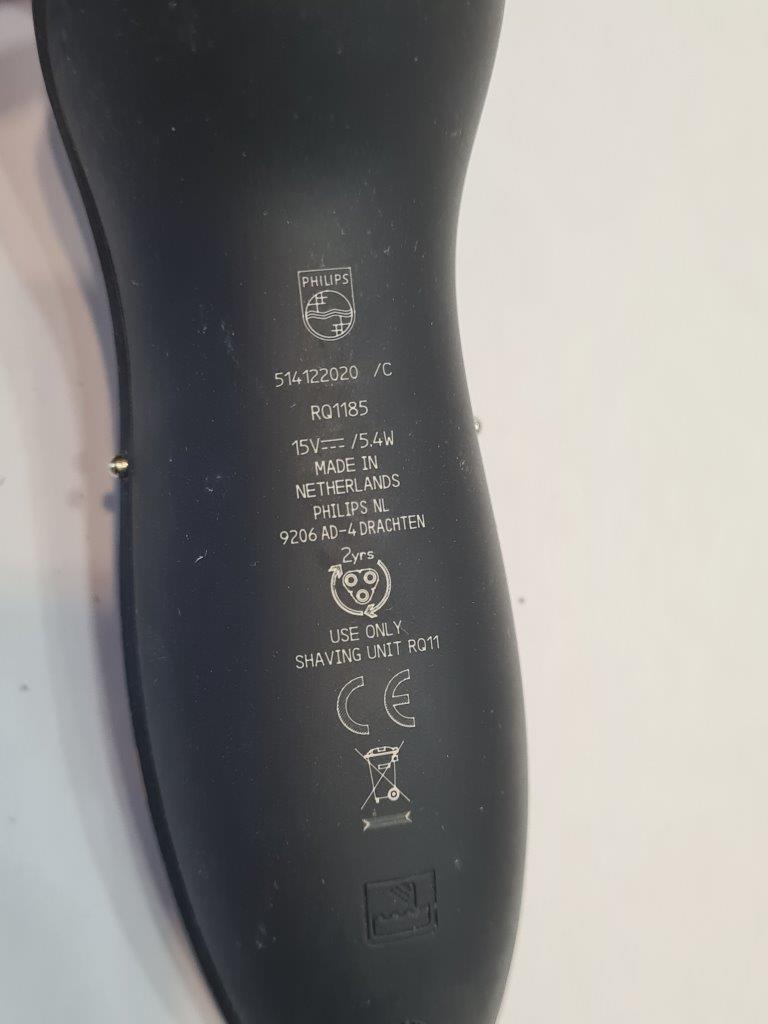 PHILIPS
514122020 /C
RQ1185
15V⎓ /5.4W
MADE IN
NETHERLANDS
PHILIPS NL
9206 AD-4 DRACHTEN
2yrs
USE ONLY
SHAVING UNIT RQ11
CE